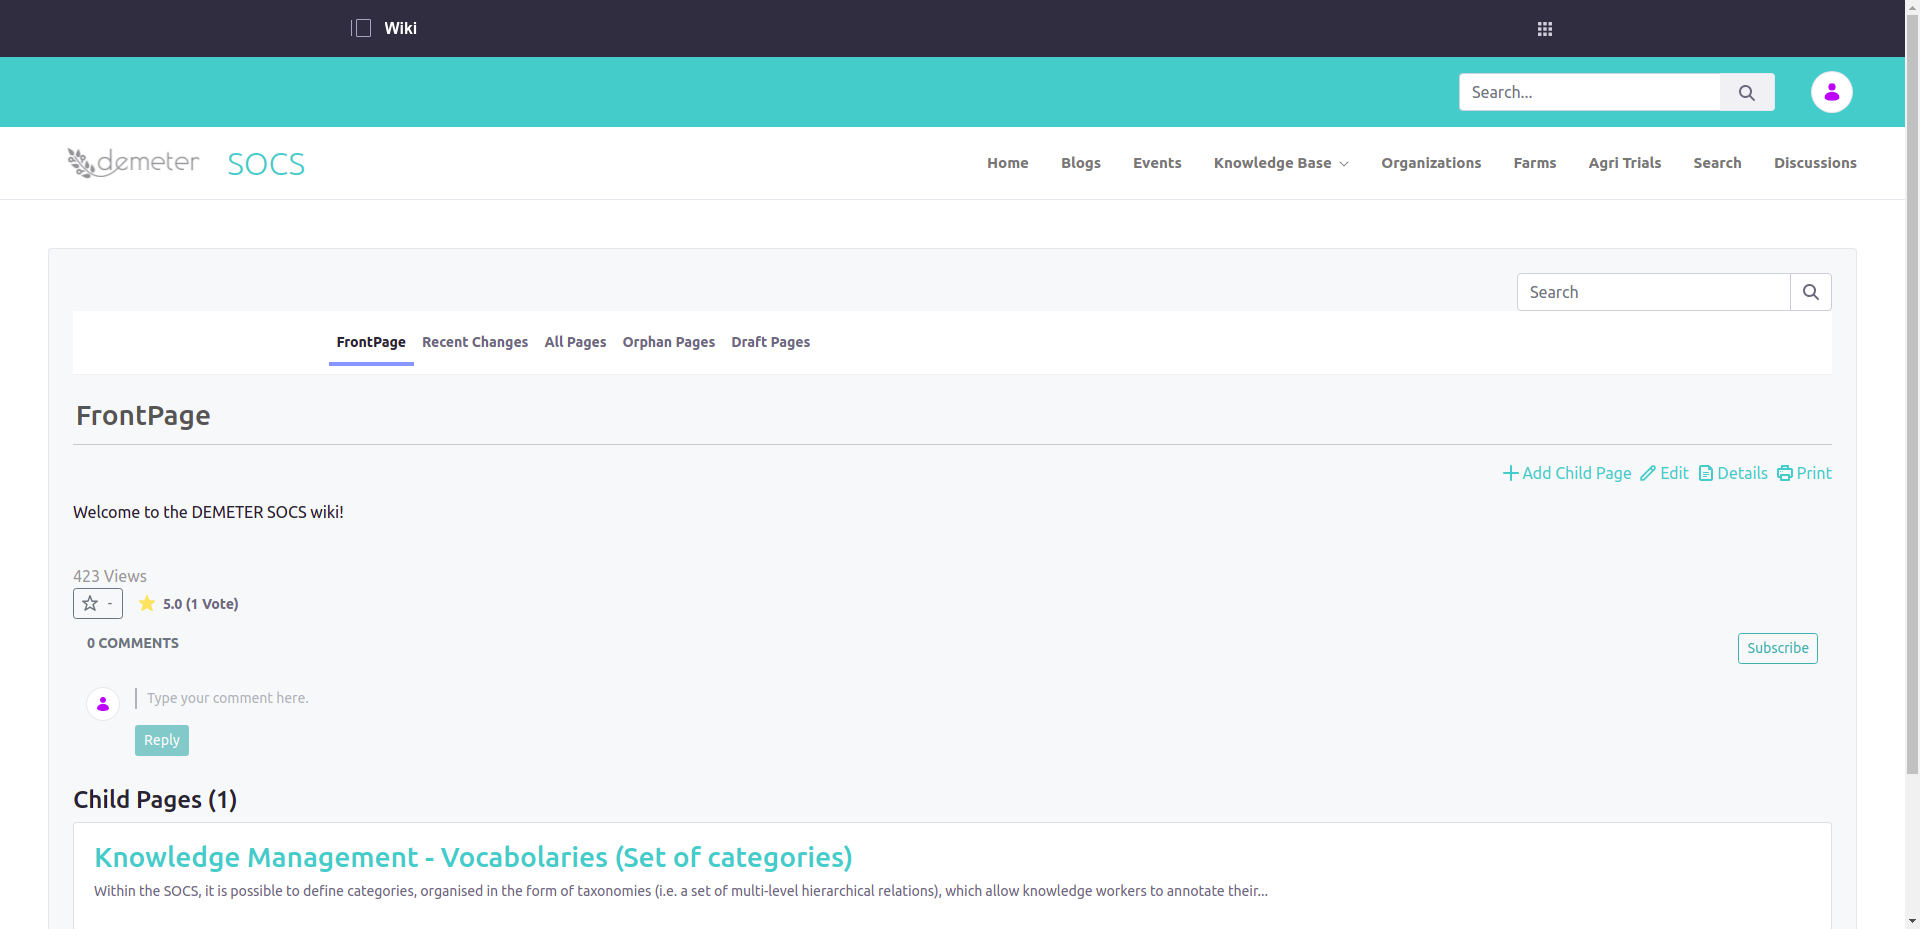 Wiki
Search...
demeter SOCS
Home Blogs Events Knowledge Base Organizations Farms Agri Trials Search Discussions
Search
FrontPage Recent Changes All Pages Orphan Pages Draft Pages
FrontPage
Add Child Page Edit Details Print
Welcome to the DEMETER SOCS wiki!
423 Views
- 5.0 (1 Vote)
0 COMMENTS
Subscribe
Type your comment here.
Reply
Child Pages (1)
Knowledge Management - Vocabolaries (Set of categories)
Within the SOCS, it is possible to define categories, organised in the form of taxonomies (i.e. a set of multi-level hierarchical relations), which allow knowledge workers to annotate their...